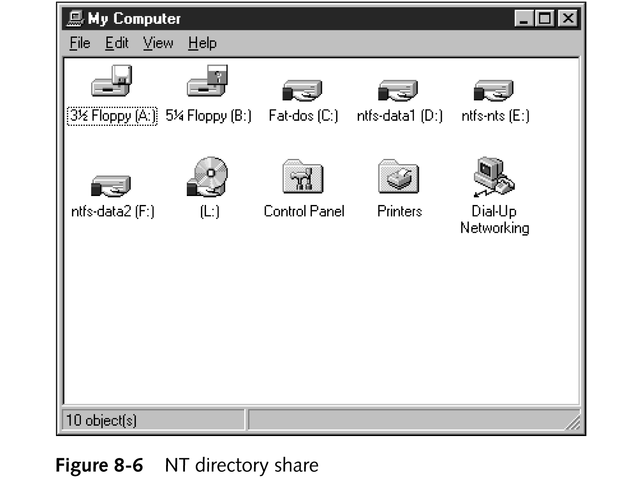 My Computer
File Edit View Help
3½ Floppy (A:) 5¼ Floppy (B:) Fat-dos (C:) ntfs-data1 (D:) ntfs-nts (E:)
ntfs-data2 (F:) (L:) Control Panel Printers Dial-Up
Networking
10 object(s)
Figure 8-6 NT directory share